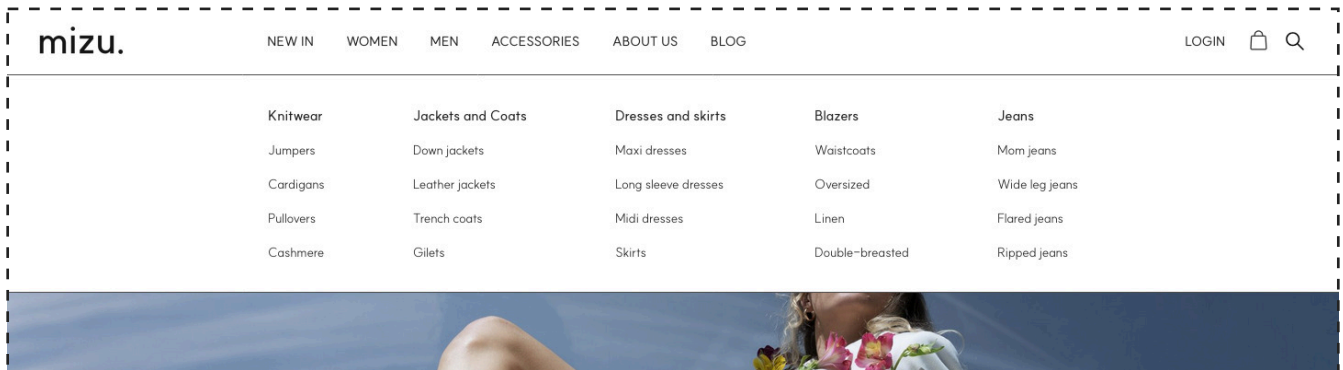 mizu.
NEW IN WOMEN MEN ACCESSORIES ABOUT US BLOG LOGIN
Knitwear Jackets and Coats Dresses and skirts Blazers Jeans
Jumpers Down jackets Maxi dresses Waistcoats Mom jeans
Cardigans Leather jackets Long sleeve dresses Oversized Wide leg jeans
Pullovers Trench coats Midi dresses Linen Flared jeans
Cashmere Gilets Skirts Double-breasted Ripped jeans